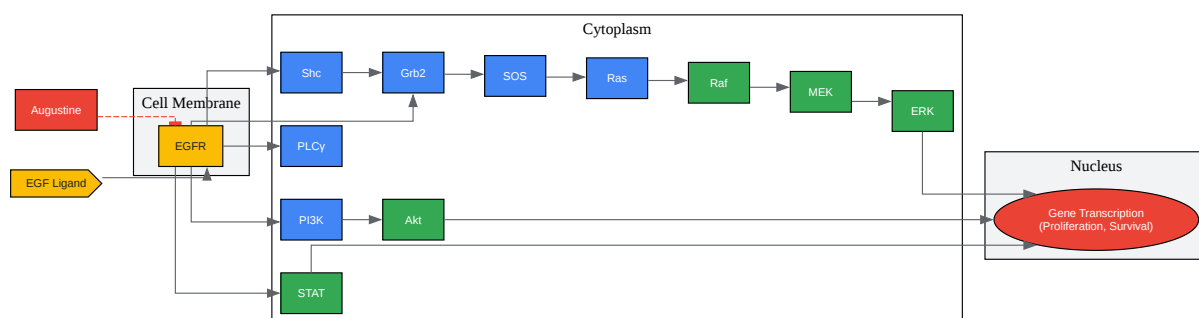 Cytoplasm
Shc
Grb2
SOS
Ras
Raf
MEK
ERK
Augustine
Cell Membrane
EGFR
PLCγ
EGF Ligand
Nucleus
PI3K
Akt
Gene Transcription
(Proliferation, Survival)
STAT